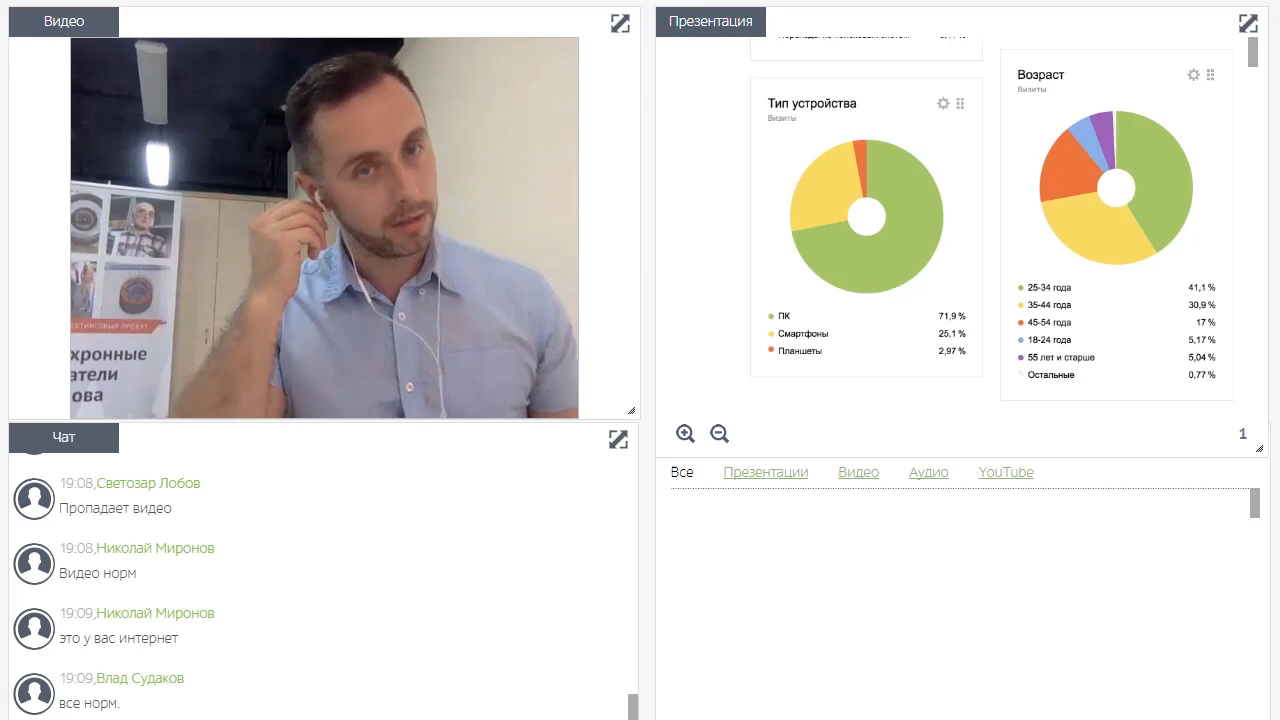 Видео
ЕСТИНГОВЫЙ ПРОЕКТ
хронные
атели
ова
Чат
19:08,Светозар Лобов
Пропадает видео
19:08,Николай Миронов
Видео норм
19:09,Николай Миронов
это у вас интернет
19:09,Влад Судаков
все норм.
Презентация
Тип устройства
Визиты
ПК 71,9 %
Смартфоны 25,1 %
Планшеты 2,97 %
Возраст
Визиты
25-34 года 41,1 %
35-44 года 30,9 %
45-54 года 17 %
18-24 года 5,17 %
55 лет и старше 5,04 %
Остальные 0,77 %
1
Все Презентации Видео Аудио YouTube